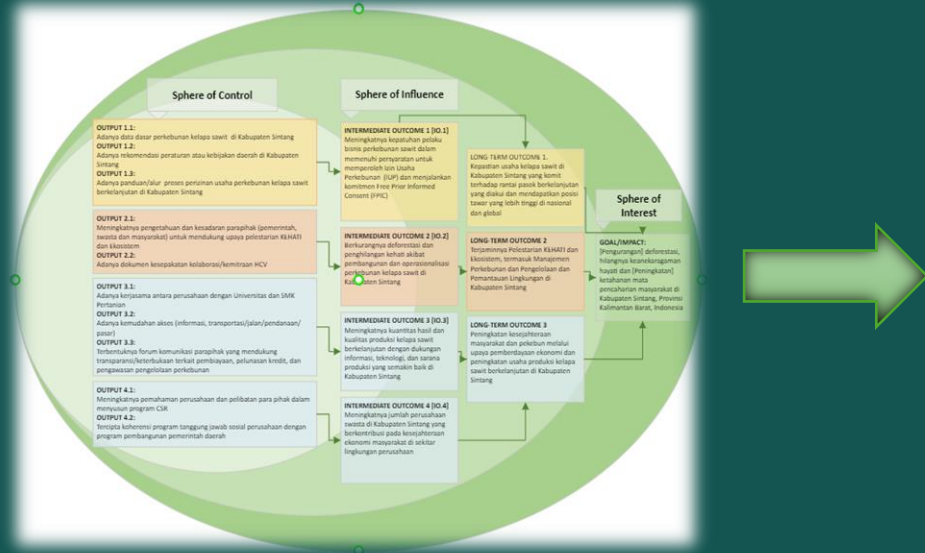 Sphere of Control
OUTPUT 1.1:
Adanya data dasar perkebunan kelapa sawit di Kabupaten Sintang
OUTPUT 1.2:
Adanya rekomendasi peraturan atau kebijakan daerah di Kabupaten
Sintang
OUTPUT 1.3:
Adanya panduan/alur proses perizinan usaha perkebunan kelapa sawit
berkelanjutan di Kabupaten Sintang
OUTPUT 2.1:
Meningkatnya pengetahuan dan kesadaran parapihak (pemerintah,
swasta dan masyarakat) untuk mendukung upaya pelestarian KEHATI
dan Ekosistem
OUTPUT 2.2:
Adanya dokumen kesepakatan kolaborasi/kemitraan HCV
OUTPUT 3.1:
Adanya kerjasama antara perusahaan dengan Universitas dan SMK
Pertanian
OUTPUT 3.2:
Adanya kemudahan akses (informasi, transportasi/jalan/pendanaan/
pasar)
OUTPUT 3.3:
Terbentuknya forum komunikasi parapihak yang mendukung
transparansi/keterbukaan terkait pembiayaan, pelunasan kredit, dan
pengawasan pengelolaan perkebunan
OUTPUT 4.1:
Meningkatnya pemahaman perusahaan dan pelibatan para pihak dalam
menyusun program CSR
OUTPUT 4.2:
Tercipta koherensi program tanggung jawab sosial perusahaan dengan
program pembangunan pemerintah daerah
Sphere of Influence
INTERMEDIATE OUTCOME 1 [IO.1]
Meningkatnya kepatuhan pelaku
bisnis perkebunan sawit dalam
memenuhi persyaratan untuk
memperoleh Izin Usaha
Perkebunan (IUP) dan menjalankan
komitmen Free Prior Informed
Consent (FPIC)
INTERMEDIATE OUTCOME 2 [IO.2]
Berkurangnya deforestasi dan
penghilangan kehati akibat
pembangunan dan operasionalisasi
perkebunan kelapa sawit di
Kabupaten Sintang
INTERMEDIATE OUTCOME 3 [IO.3]
Meningkatnya kuantitas hasil dan
kualitas produksi kelapa sawit
berkelanjutan dengan dukungan
informasi, teknologi, dan sarana
produksi yang semakin baik di
Kabupaten Sintang
INTERMEDIATE OUTCOME 4 [IO.4]
Meningkatnya jumlah perusahaan
swasta di Kabupaten Sintang yang
berkontribusi pada kesejahteraan
ekonomi masyarakat di sekitar
lingkungan perusahaan
LONG-TERM OUTCOME 1.
Kepastian usaha kelapa sawit di
Kabupaten Sintang yang komit
terhadap rantai pasok berkelanjutan
yang diakui dan mendapatkan posisi
tawar yang lebih tinggi di nasional
dan global
LONG-TERM OUTCOME 2
Terjaminnya Pelestarian KEHATI dan
Ekosistem, termasuk Manajemen
Perkebunan dan Pengelolaan dan
Pemantauan Lingkungan di
Kabupaten Sintang
LONG-TERM OUTCOME 3
Peningkatan kesejahteraan
masyarakat dan pekebun melalui
upaya pemberdayaan ekonomi dan
peningkatan usaha produksi kelapa
sawit berkelanjutan di Kabupaten
Sintang
Sphere of
Interest
GOAL/IMPACT:
[Pengurangan] deforestasi,
hilangnya keanekaragaman
hayati dan [Peningkatan]
ketahanan mata
pencaharian masyarakat di
Kabupaten Sintang, Provinsi
Kalimantan Barat, Indonesia